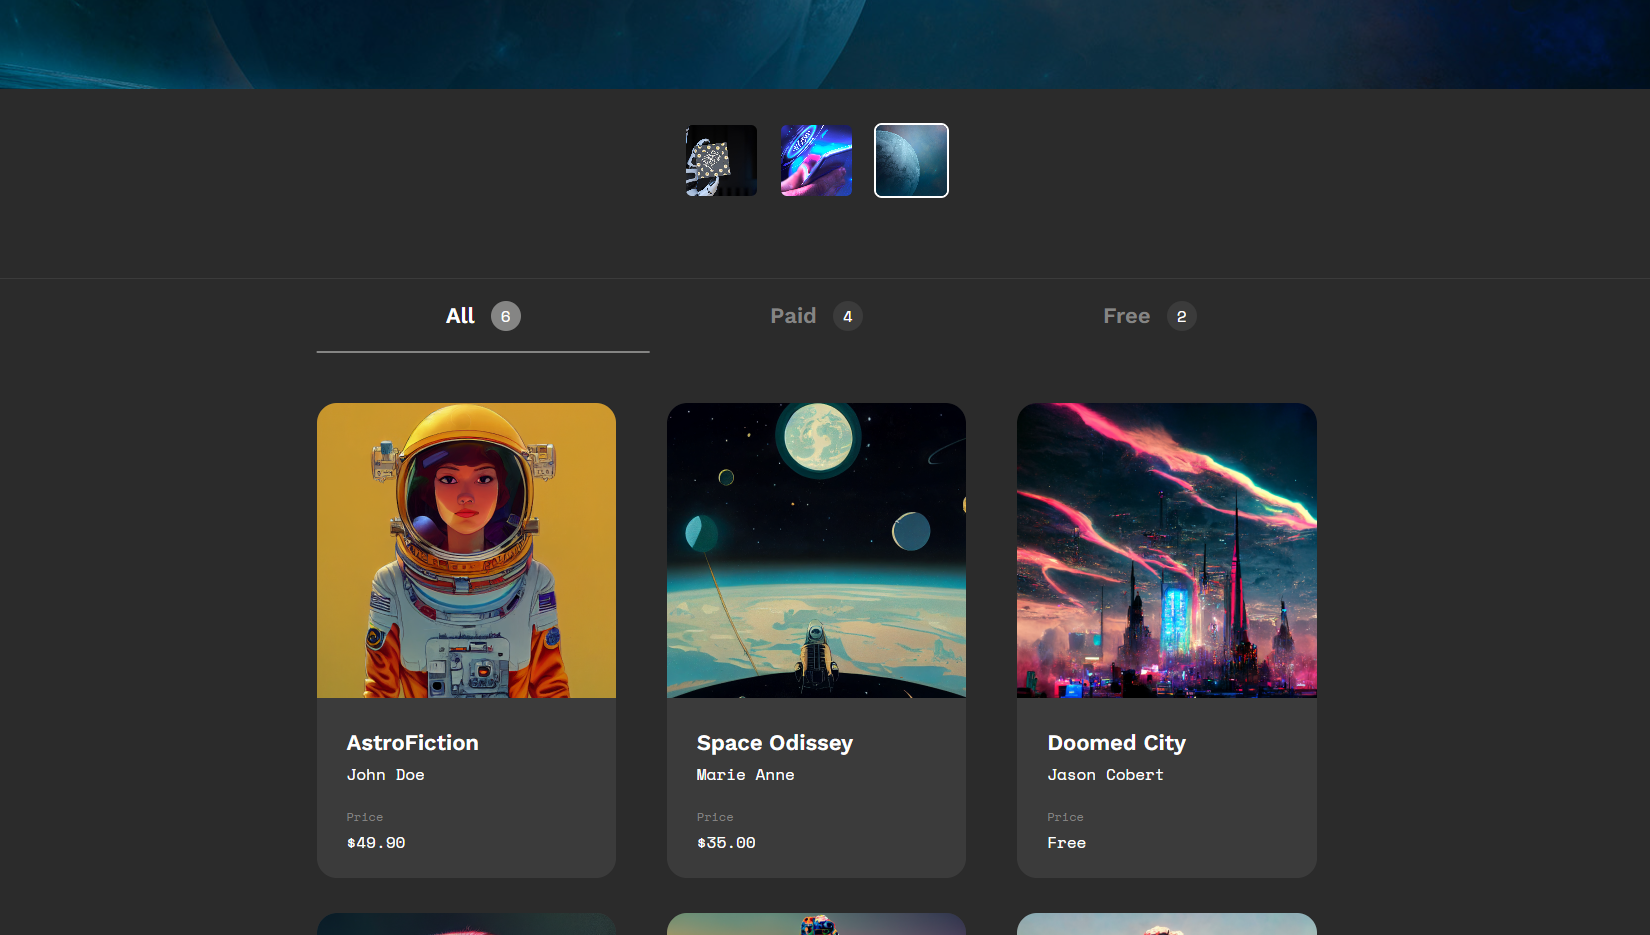 All 6
Paid 4
Free 2
AstroFiction
John Doe
Price
$49.90
Space Odissey
Marie Anne
Price
$35.00
Doomed City
Jason Cobert
Price
Free